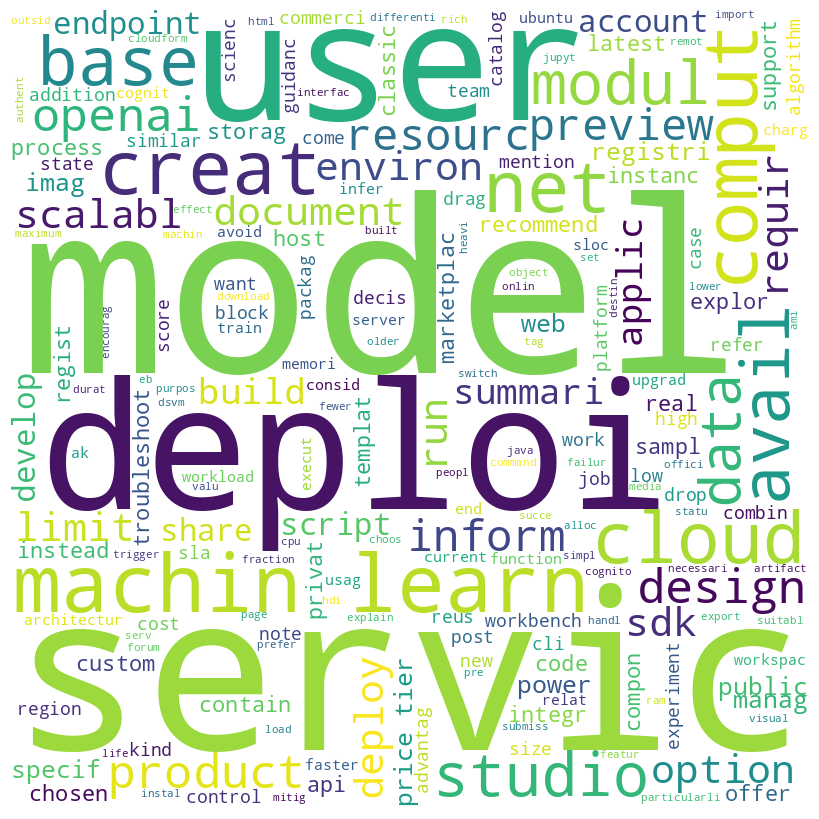 outsid
cloudform
html
commerci
differenti
rich
ubuntu
import
remot
endpoint
user
account
scienc
guidanc
classic
latest
catalog
jupyt
base
addition
cognit
interfac
team
modul
comput
support
algorithm
authent
openai
similar
storag
come
resourc
preview
charg
process
state
creat
environ
mention
registri
imag
infer
net
instanc
scalabl
effect
document
avoid
built
drag
recommend
requir
maximum
machin
host
packag
heavi
marketplac
sloc
set
applic
case
model
want
download
decis
object
onlin
destin
platform
lower
explor
ami
block
train
score
server
older
tag
web
refer
encourag
regist
memori
switch
avail
develop
durat
eb
purpos
build
consid
summari
upgrad
real
data
deploi
dsvm
fewer
run
high
troubleshoot
ak
valu
workload
execut
templat
java
command
peopl
work
failur
sampl
low
offici
job
media
drop
limit
share
script
end
succe
inform
alloc
statu
combin
cloud
instead
trigger
sla
cpu
choos
current
function
simpl
fraction
privat
usag
cognito
necessari
artifact
machin learn
hdi
explain
handl
design
architectur
cost
page
reus
workbench
sdk
export
suitabl
serv
forum
note
prefer
post
cli
servic
custom
new
code
compon
workspac
pre
power
experiment
public
manag
visual
region
contain
deploy
price tier
advantag
relat
integr
ram
load
submiss
life
kind
faster
size
featur
specif
product
api
studio
option
chosen
instal
control
mitig
particularli
offer